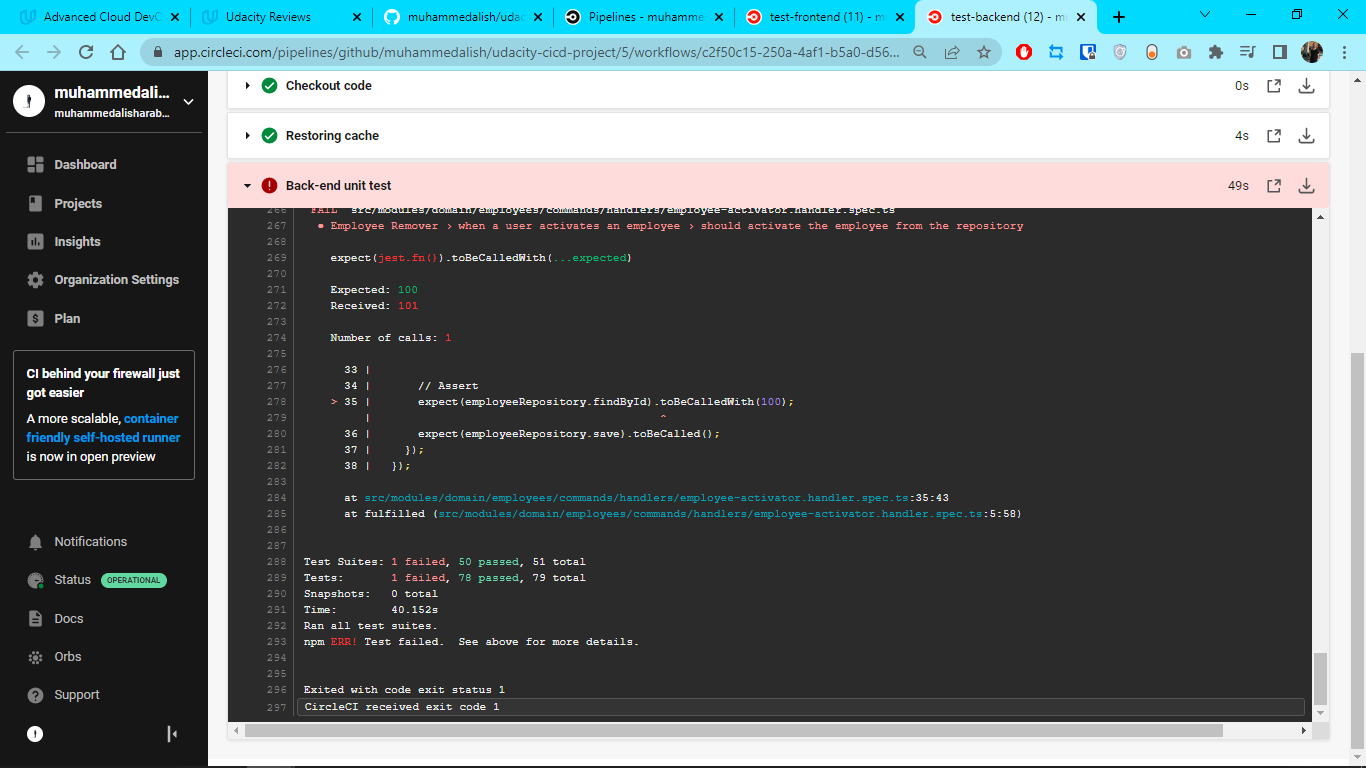 Advanced Cloud DevC
Udacity Reviews
muhammedalish/udac
Pipelines - muhamme
test-frontend (11) - m
test-backend (12) - m
app.circleci.com/pipelines/github/muhammedalish/udacity-cicd-project/5/workflows/c2f50c15-250a-4af1-b5a0-d56...
muhammedali...
muhammedalisharab...
Dashboard
Projects
Insights
Organization Settings
Plan
CI behind your firewall just
got easier
A more scalable, container
friendly self-hosted runner
is now in open preview
Notifications
Status OPERATIONAL
Docs
Orbs
Support
Checkout code 0s
Restoring cache 4s
Back-end unit test 49s
266 FAIL src/modules/domain/employees/commands/handlers/employee-activator.handler.spec.ts
267 ● Employee Remover › when a user activates an employee › should activate the employee from the repository
268
269 expect(jest.fn()).toBeCalledWith(...expected)
270
271 Expected: 100
272 Received: 101
273
274 Number of calls: 1
275
276 33 |
277 34 | // Assert
278 > 35 | expect(employeeRepository.findById).toBeCalledWith(100);
279 | ^
280 36 | expect(employeeRepository.save).toBeCalled();
281 37 | });
282 38 | });
283
284 at src/modules/domain/employees/commands/handlers/employee-activator.handler.spec.ts:35:43
285 at fulfilled (src/modules/domain/employees/commands/handlers/employee-activator.handler.spec.ts:5:58)
286
287
288 Test Suites: 1 failed, 50 passed, 51 total
289 Tests: 1 failed, 78 passed, 79 total
290 Snapshots: 0 total
291 Time: 40.152s
292 Ran all test suites.
293 npm ERR! Test failed. See above for more details.
294
295
296 Exited with code exit status 1
297 CircleCI received exit code 1